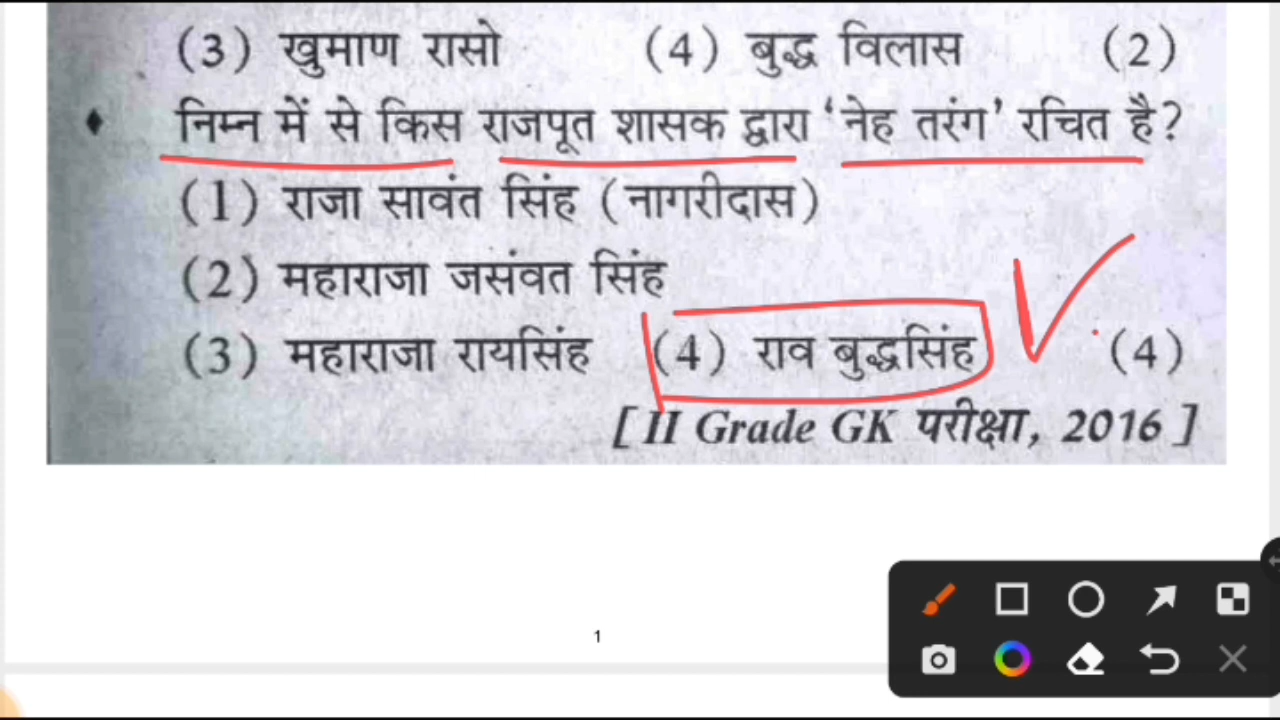 (3) खुमाण रासो (4) बुद्ध विलास (2)
♦ निम्न में से किस राजपूत शासक द्वारा ‘नेह तरंग’ रचित है?
(1) राजा सावंत सिंह (नागरीदास)
(2) महाराजा जसंवत सिंह
(3) महाराजा रायसिंह (4) राव बुद्धसिंह (4)
[II Grade GK परीक्षा, 2016]
1